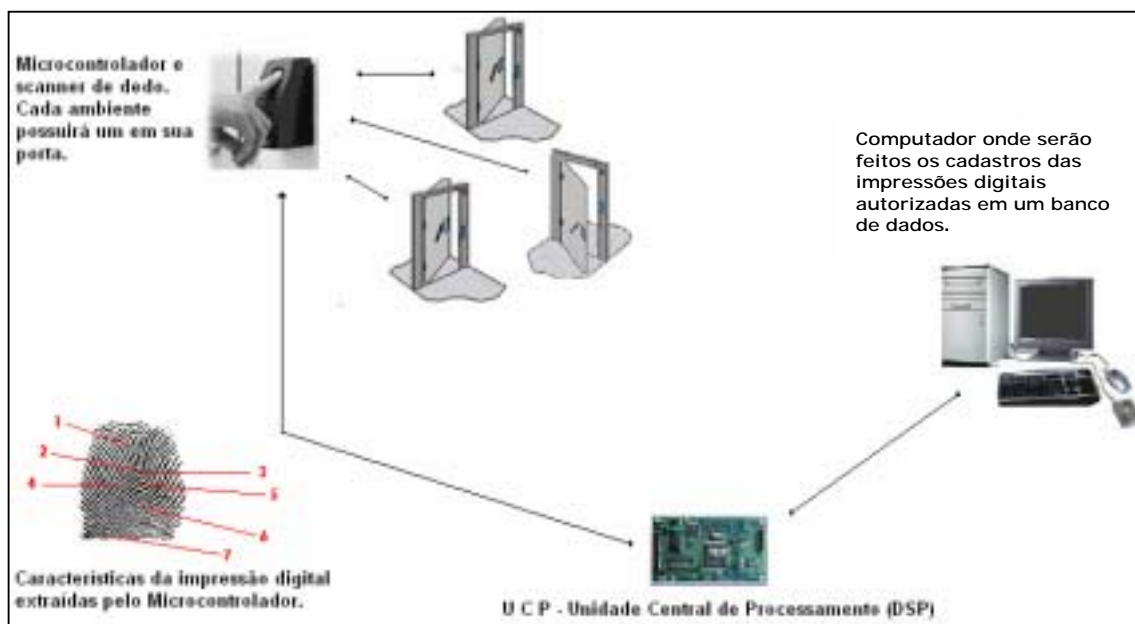 Microcontrolador e
scanner de dedo.
Cada ambiente
possuirá um em sua
porta.
Computador onde serão
feitos os cadastros das
impressões digitais
autorizadas em um banco
de dados.
1
2
3
4
5
6
7
Características da impressão digital
extraídas pelo Microcontrolador.
U C P - Unidade Central de Processamento (DSP)